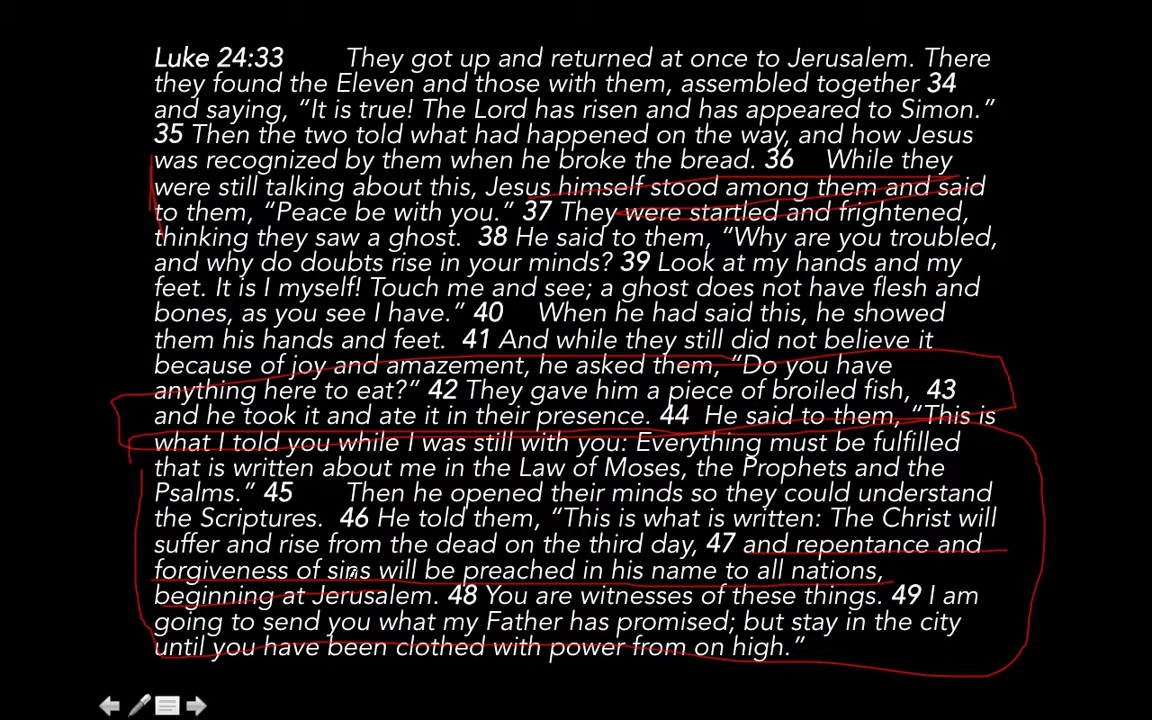 Luke 24:33 They got up and returned at once to Jerusalem. There
they found the Eleven and those with them, assembled together 34
and saying, “It is true! The Lord has risen and has appeared to Simon.”
35 Then the two told what had happened on the way, and how Jesus
was recognized by them when he broke the bread. 36 While they
were still talking about this, Jesus himself stood among them and said
to them, “Peace be with you.” 37 They were startled and frightened,
thinking they saw a ghost. 38 He said to them, “Why are you troubled,
and why do doubts rise in your minds? 39 Look at my hands and my
feet. It is I myself! Touch me and see; a ghost does not have flesh and
bones, as you see I have.” 40 When he had said this, he showed
them his hands and feet. 41 And while they still did not believe it
because of joy and amazement, he asked them, “Do you have
anything here to eat?” 42 They gave him a piece of broiled fish, 43
and he took it and ate it in their presence. 44 He said to them, “This is
what I told you while I was still with you: Everything must be fulfilled
that is written about me in the Law of Moses, the Prophets and the
Psalms.” 45 Then he opened their minds so they could understand
the Scriptures. 46 He told them, “This is what is written: The Christ will
suffer and rise from the dead on the third day, 47 and repentance and
forgiveness of sins will be preached in his name to all nations,
beginning at Jerusalem. 48 You are witnesses of these things. 49 I am
going to send you what my Father has promised; but stay in the city
until you have been clothed with power from on high.”